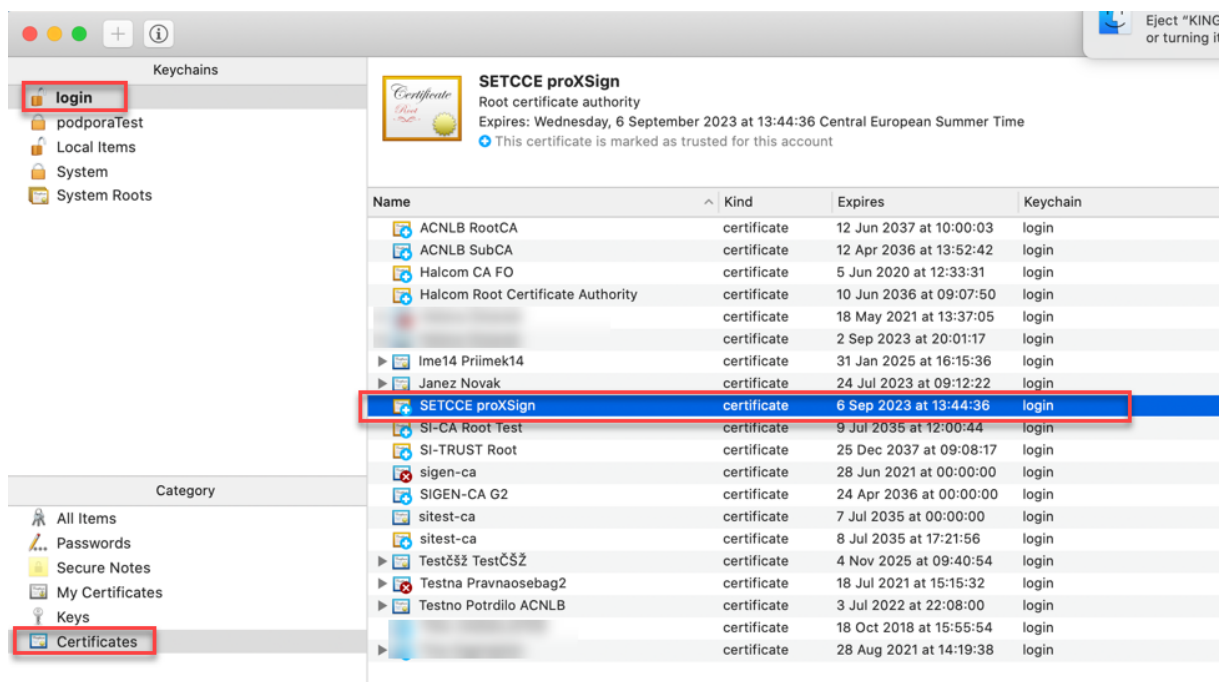 Eject "KING
or turning it
Keychains
login
podporaTest
Local Items
System
System Roots
Certificate
Root
SETCCE proXSign
Root certificate authority
Expires: Wednesday, 6 September 2023 at 13:44:36 Central European Summer Time
This certificate is marked as trusted for this account
Name Kind Expires Keychain
ACNLB RootCA certificate 12 Jun 2037 at 10:00:03 login
ACNLB SubCA certificate 12 Apr 2036 at 13:52:42 login
Halcom CA FO certificate 5 Jun 2020 at 12:33:31 login
Halcom Root Certificate Authority certificate 10 Jun 2036 at 09:07:50 login
certificate 18 May 2021 at 13:37:05 login
certificate 2 Sep 2023 at 20:01:17 login
Ime14 Priimek14 certificate 31 Jan 2025 at 16:15:36 login
Janez Novak certificate 24 Jul 2023 at 09:12:22 login
SETCCE proXSign certificate 6 Sep 2023 at 13:44:36 login
SI-CA Root Test certificate 9 Jul 2035 at 12:00:44 login
SI-TRUST Root certificate 25 Dec 2037 at 09:08:17 login
sigen-ca certificate 28 Jun 2021 at 00:00:00 login
SIGEN-CA G2 certificate 24 Apr 2036 at 00:00:00 login
sitest-ca certificate 7 Jul 2035 at 00:00:00 login
sitest-ca certificate 8 Jul 2035 at 17:21:56 login
Testčšž TestČŠŽ certificate 4 Nov 2025 at 09:40:54 login
Testna Pravnaosebag2 certificate 18 Jul 2021 at 15:15:32 login
Testno Potrdilo ACNLB certificate 3 Jul 2022 at 22:08:00 login
certificate 18 Oct 2018 at 15:55:54 login
certificate 28 Aug 2021 at 14:19:38 login
Category
All Items
Passwords
Secure Notes
My Certificates
Keys
Certificates